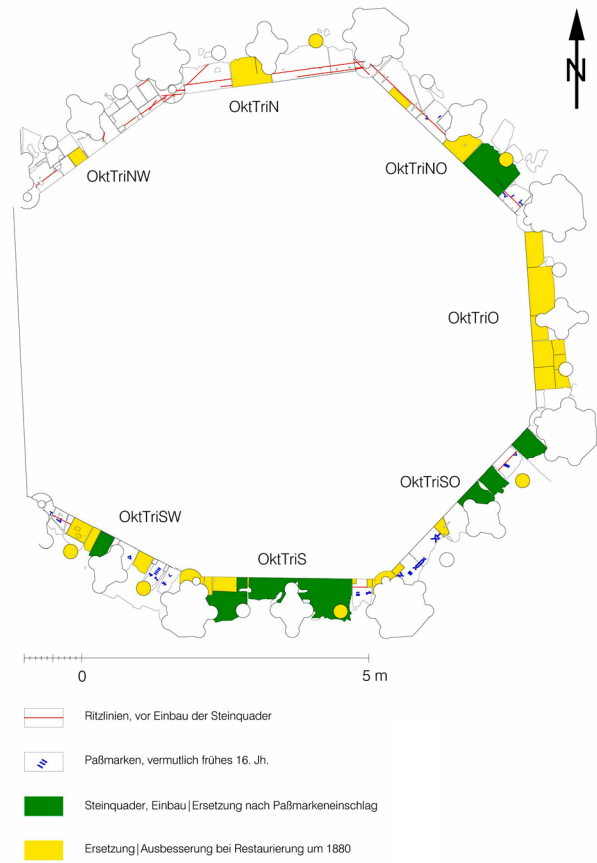 N
OktTriN
OktTriNW
OktTriNO
OktTriO
OktTriSO
OktTriSW
OktTriS
0
5 m
Ritzlinien, vor Einbau der Steinquader
Paßmarken, vermutlich frühes 16. Jh.
Steinquader, Einbau|Ersetzung nach Paßmarkeneinschlag
Ersetzung|Ausbesserung bei Restaurierung um 1880